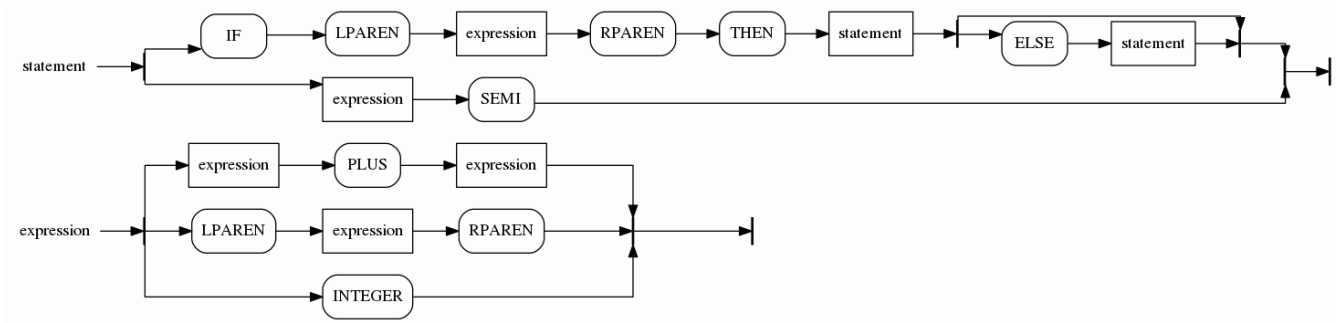 IF LPAREN expression RPAREN THEN statement ELSE statement
statement
expression SEMI
expression PLUS expression
expression LPAREN expression RPAREN
INTEGER